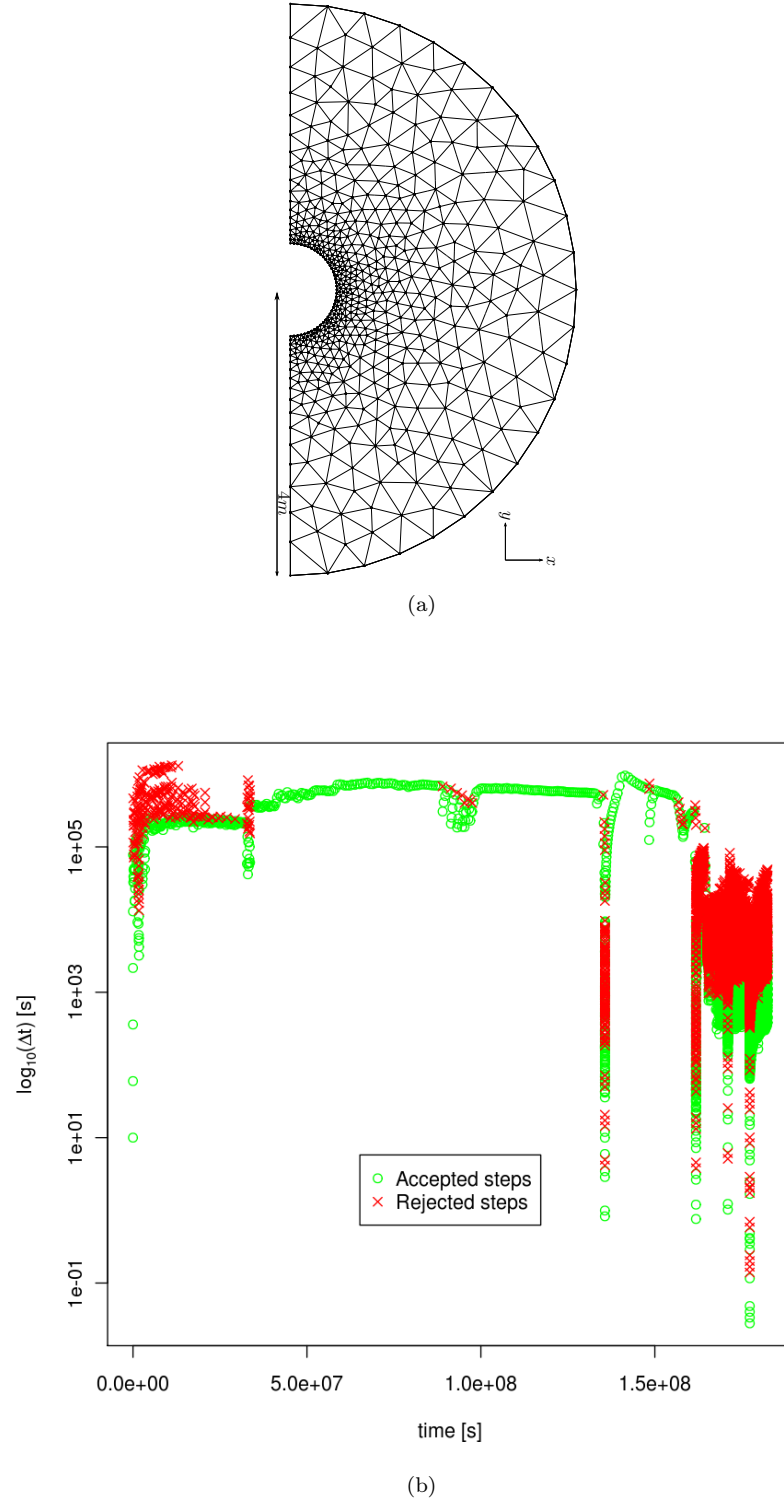 4m
y
x
(a)
log₁₀(Δt) [s]
1e+05
1e+03
1e+01
1e-01
Accepted steps
Rejected steps
0.0e+00 5.0e+07 1.0e+08 1.5e+08
time [s]
(b)